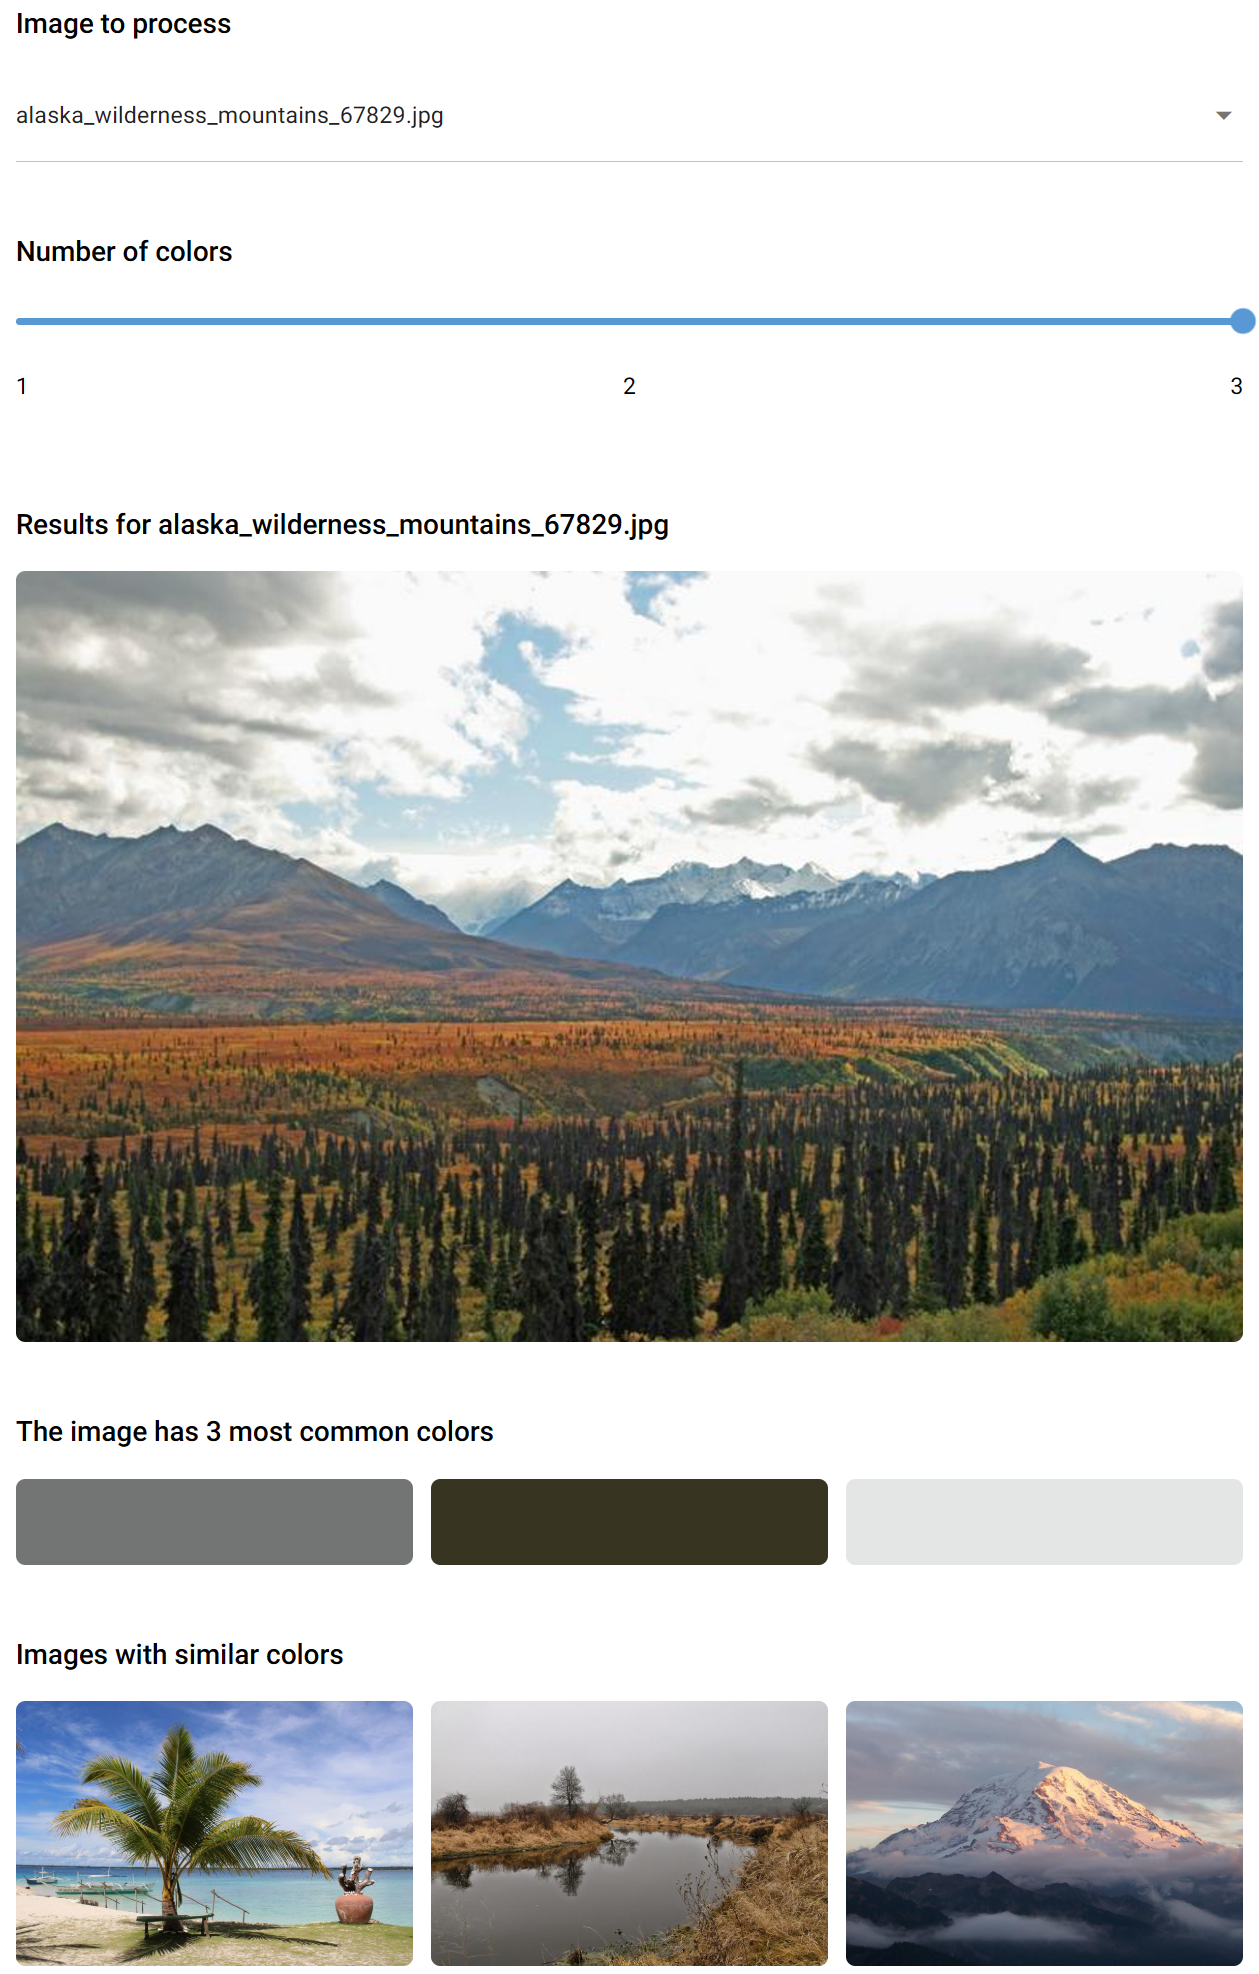 Image to process
alaska_wilderness_mountains_67829.jpg
Number of colors
1 2 3
Results for alaska_wilderness_mountains_67829.jpg
The image has 3 most common colors
Images with similar colors